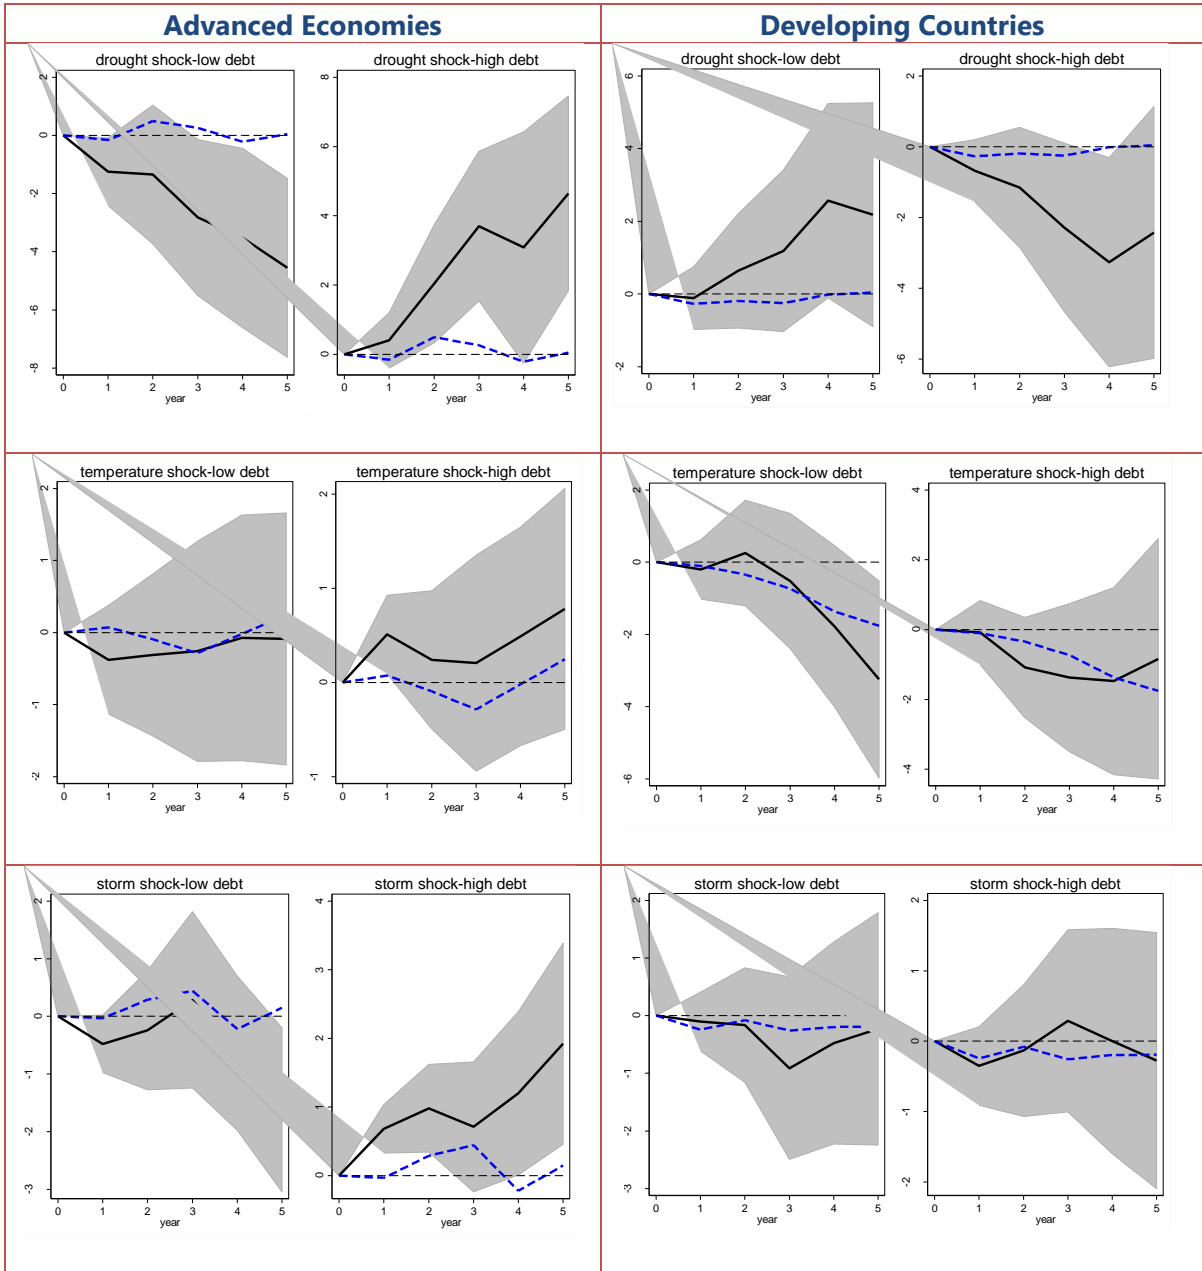 Advanced Economies
Developing Countries
drought shock-low debt
2
0
-2
-4
-6
-8
0 1 2 3 4 5
year
drought shock-high debt
8
6
4
2
0
0 1 2 3 4 5
year
drought shock-low debt
6
4
2
0
-2
0 1 2 3 4 5
year
drought shock-high debt
2
0
-2
-4
-6
0 1 2 3 4 5
year
temperature shock-low debt
2
1
0
-1
-2
0 1 2 3 4 5
year
temperature shock-high debt
2
1
0
-1
0 1 2 3 4 5
year
temperature shock-low debt
2
0
-2
-4
-6
0 1 2 3 4 5
year
temperature shock-high debt
4
2
0
-2
-4
0 1 2 3 4 5
year
storm shock-low debt
2
1
0
-1
-2
-3
0 1 2 3 4 5
year
storm shock-high debt
4
3
2
1
0
0 1 2 3 4 5
year
storm shock-low debt
2
1
0
-1
-2
-3
0 1 2 3 4 5
year
storm shock-high debt
2
1
0
-1
-2
0 1 2 3 4 5
year